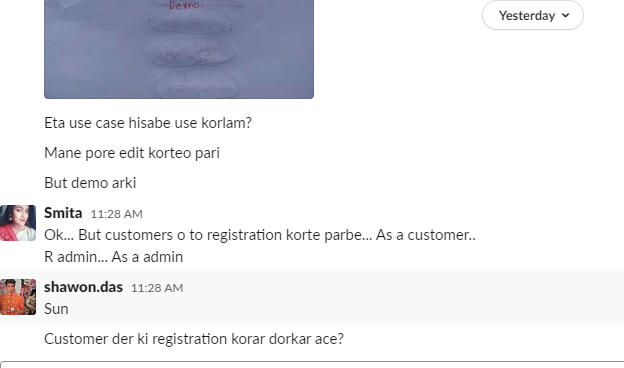 Demo
Yesterday
Eta use case hisabe use korlam?
Mane pore edit korteo pari
But demo arki
Smita 11:28 AM
Ok... But customers o to registration korte parbe... As a customer..
R admin... As a admin
shawon.das 11:28 AM
Sun
Customer der ki registration korar dorkar ace?